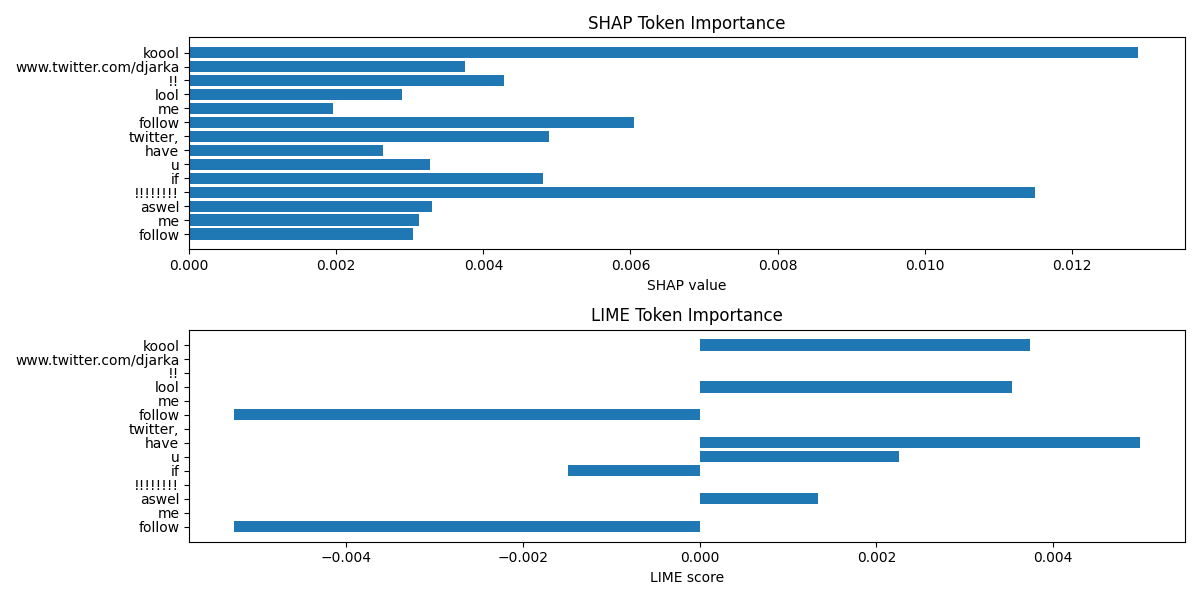 SHAP Token Importance
koool
www.twitter.com/djarka
!!
lool
me
follow
twitter,
have
u
if
!!!!!!!!
aswel
me
follow
0.000 0.002 0.004 0.006 0.008 0.010 0.012
SHAP value
LIME Token Importance
koool
www.twitter.com/djarka
!!
lool
me
follow
twitter,
have
u
if
!!!!!!!!
aswel
me
follow
−0.004 −0.002 0.000 0.002 0.004
LIME score